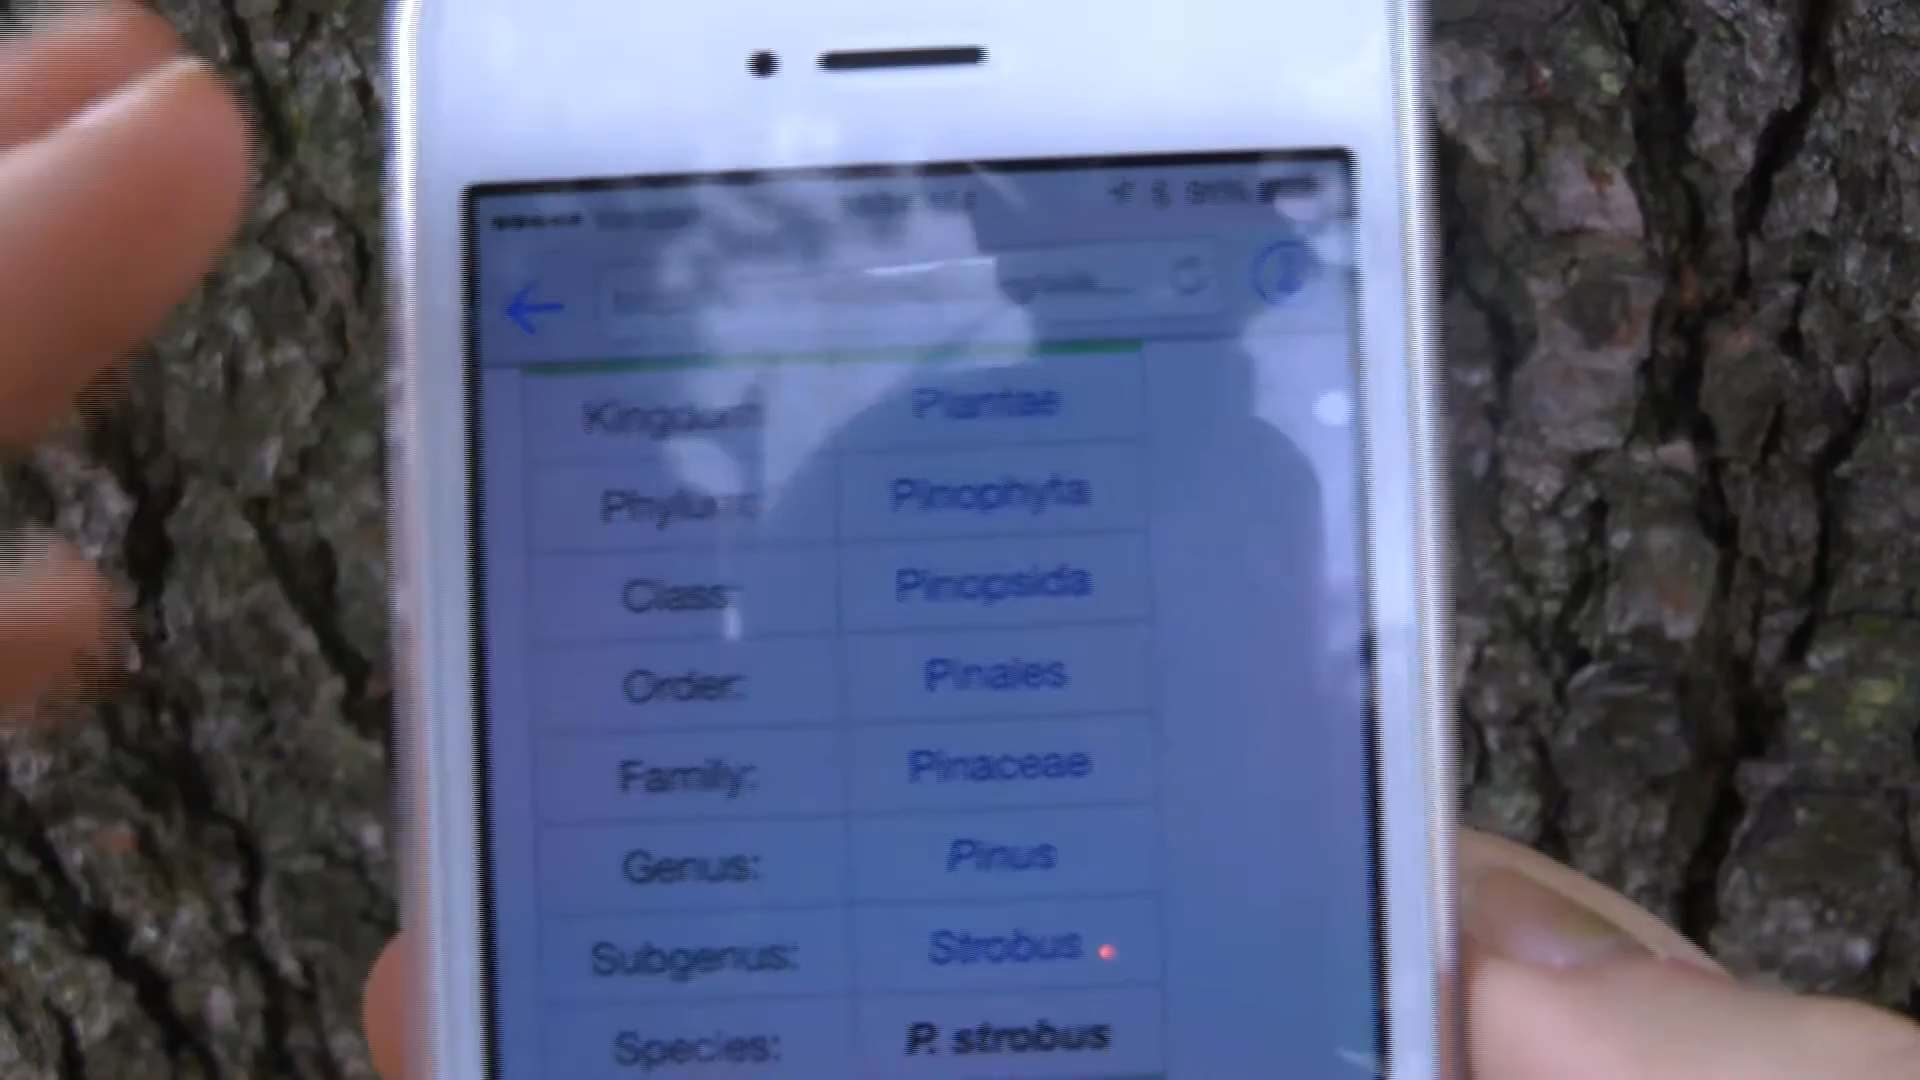 Kingdom: Plantae
Phylum: Pinophyta
Class: Pinopsida
Order: Pinales
Family: Pinaceae
Genus: Pinus
Subgenus: Strobus
Species: P. strobus